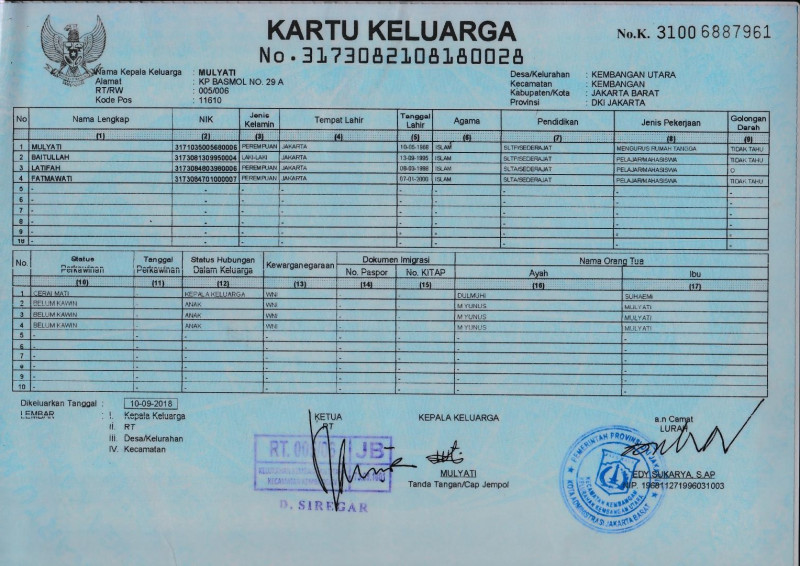 KARTU KELUARGA
No. 3173082108180028
No.K. 3100 6887961
Nama Kepala Keluarga : MULYATI
Alamat : KP BASMOL NO. 29 A
RT/RW : 005/006
Kode Pos : 11610
Desa/Kelurahan : KEMBANGAN UTARA
Kecamatan : KEMBANGAN
Kabupaten/Kota : JAKARTA BARAT
Provinsi : DKI JAKARTA
No Nama Lengkap NIK Jenis Kelamin Tempat Lahir Tanggal Lahir Agama Pendidikan Jenis Pekerjaan Golongan Darah
(1) (2) (3) (4) (5) (6) (7) (8) (9)
1 MULYATI 3171035005680006 PEREMPUAN JAKARTA 10-05-1968 ISLAM SLTP/SEDERAJAT MENGURUS RUMAH TANGGA TIDAK TAHU
2 BAITULLAH 3173081309950004 LAKI-LAKI JAKARTA 13-09-1995 ISLAM SLTA/SEDERAJAT PELAJAR/MAHASISWA TIDAK TAHU
3 LATIFAH PEREMPUAN JAKARTA ISLAM SLTA/SEDERAJAT PELAJAR/MAHASISWA O
4 FATMAWATI 3173084701000007 PEREMPUAN JAKARTA 07-01-2000 ISLAM SLTP/SEDERAJAT PELAJAR/MAHASISWA TIDAK TAHU
5 - - - - - - - - -
6 - - - - - - - - -
7 - - - - - - - - -
8 - - - - - - - - -
9 - - - - - - - - -
10 - - - - - - - - -
No. Status Perkawinan Tanggal Perkawinan Status Hubungan Dalam Keluarga Kewarganegaraan Dokumen Imigrasi Nama Orang Tua
No. Paspor No. KITAP Ayah Ibu
(10) (11) (12) (13) (14) (15) (16) (17)
1 CERAI MATI - KEPALA KELUARGA WNI - - DULMUHI SUHAEMI
2 BELUM KAWIN - ANAK WNI - - M YUNUS MULYATI
3 BELUM KAWIN - ANAK WNI - - M YUNUS MULYATI
4 BELUM KAWIN - ANAK WNI - - M YUNUS MULYATI
5 - - - - - - - -
6 - - - - - - - -
7 - - - - - - - -
8 - - - - - - - -
9 - - - - - - - -
10 - - - - - - - -
Dikeluarkan Tanggal : 10-09-2018
LEMBAR : I. Kepala Keluarga
II. RT
III. Desa/Kelurahan
IV. Kecamatan
KETUA RT
KEPALA KELUARGA
a.n Camat
LURAH
RT. JB
D. SIREGAR
MULYATI
Tanda Tangan/Cap Jempol
EDY SUKARYA, S.AP
NIP. 196811271996031003
KOTA ADMINISTRASI JAKARTA BARAT
KECAMATAN KEMBANGAN
KELURAHAN KEMBANGAN UTARA